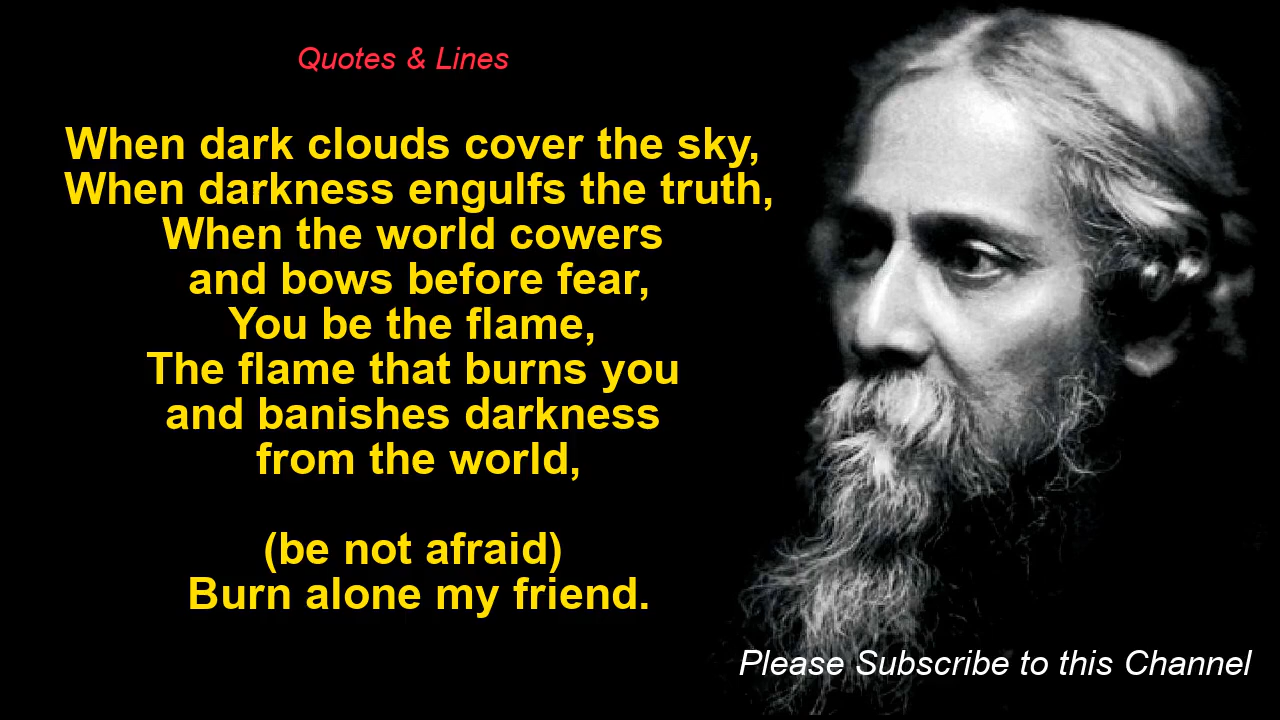 Quotes & Lines
When dark clouds cover the sky,
When darkness engulfs the truth,
When the world cowers
and bows before fear,
You be the flame,
The flame that burns you
and banishes darkness
from the world,
(be not afraid)
Burn alone my friend.
Please Subscribe to this Channel